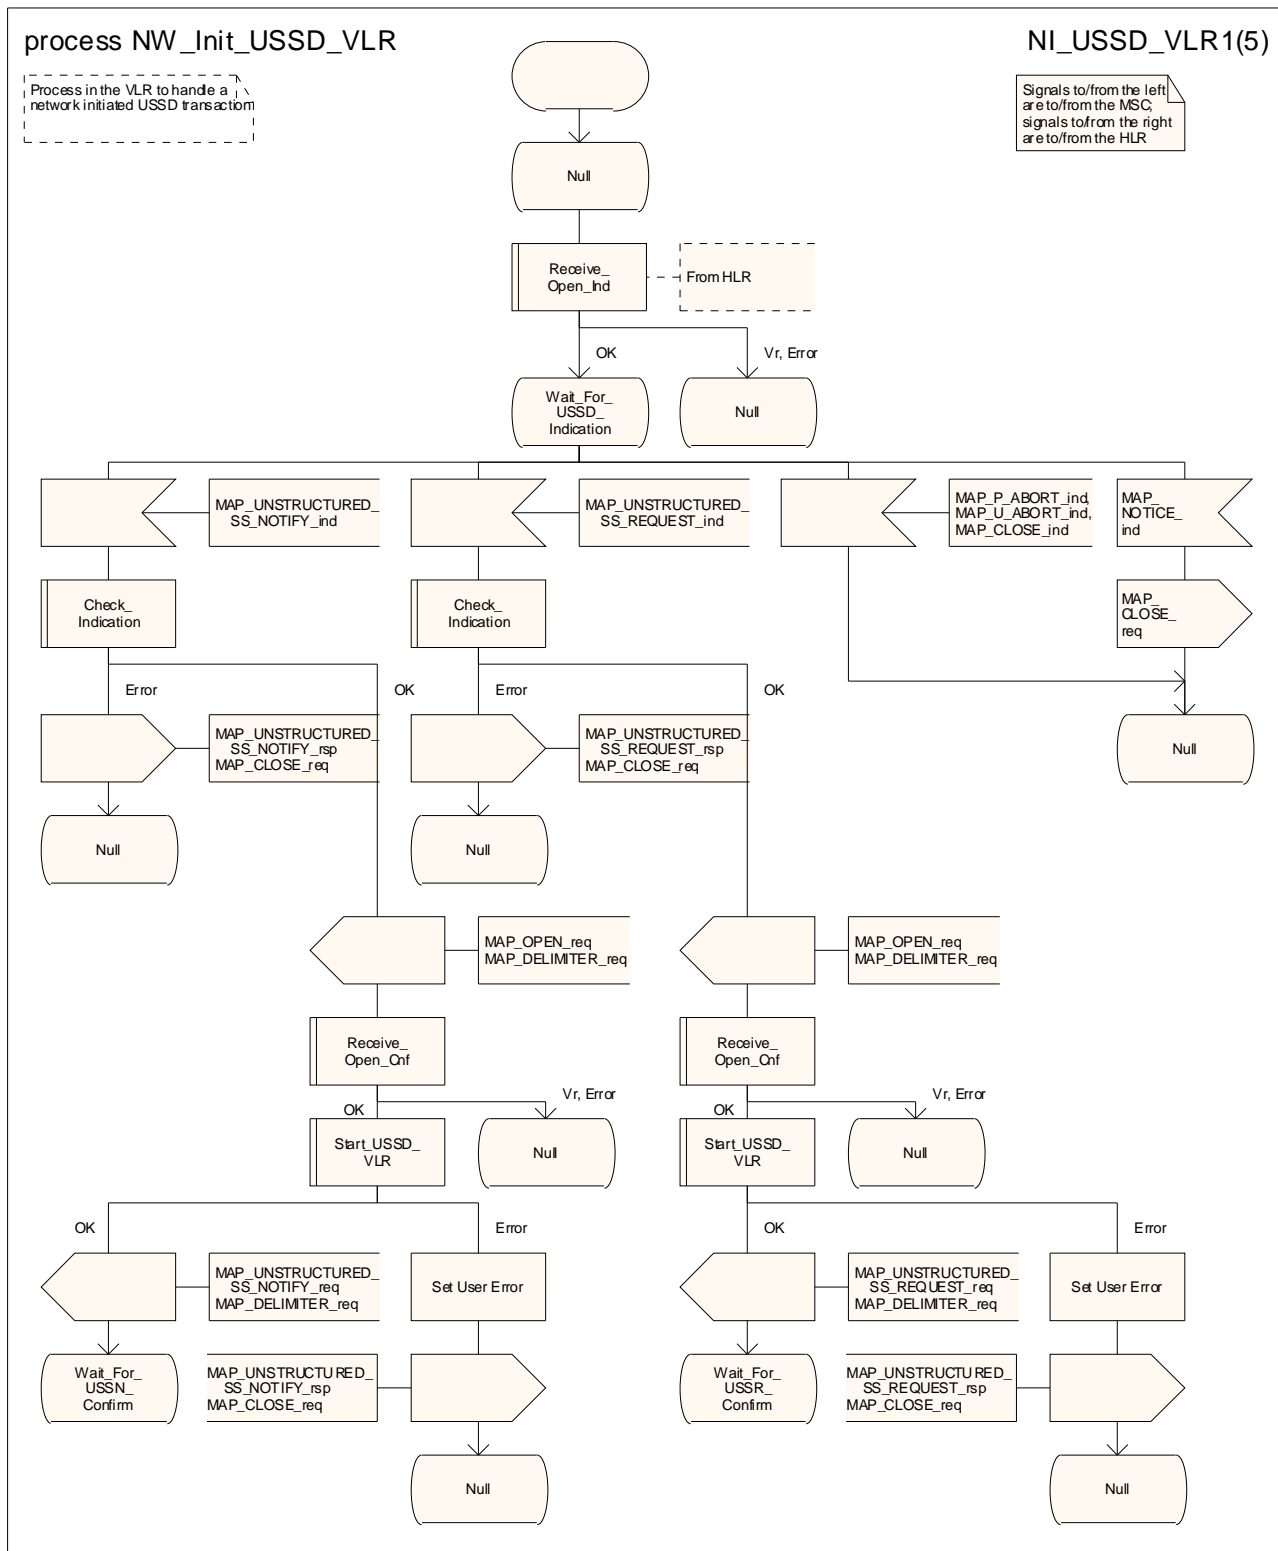 process NW_Init_USSD_VLR
NI_USSD_VLR1(5)
Process in the VLR to handle a
network initiated USSD transaction
Signals to/from the left
are to/from the MSC;
signals to/from the right
are to/from the HLR
Null
Receive_
Open_Ind
From HLR
OK
Vr, Error
Wait_For_
USSD_
Indication
Null
MAP_UNSTRUCTURED_
SS_NOTIFY_ind
MAP_UNSTRUCTURED_
SS_REQUEST_ind
MAP_P_ABORT_ind,
MAP_U_ABORT_ind,
MAP_CLOSE_ind
MAP_
NOTICE_
ind
Check_
Indication
Check_
Indication
MAP_
CLOSE_
req
Error
OK
Error
OK
MAP_UNSTRUCTURED_
SS_NOTIFY_rsp
MAP_CLOSE_req
MAP_UNSTRUCTURED_
SS_REQUEST_rsp
MAP_CLOSE_req
Null
Null
Null
MAP_OPEN_req
MAP_DELIMITER_req
MAP_OPEN_req
MAP_DELIMITER_req
Receive_
Open_Cnf
Receive_
Open_Cnf
OK
Vr, Error
OK
Vr, Error
Start_USSD_
VLR
Null
Start_USSD_
VLR
Null
OK
Error
OK
Error
MAP_UNSTRUCTURED_
SS_NOTIFY_req
MAP_DELIMITER_req
Set User Error
MAP_UNSTRUCTURED_
SS_REQUEST_req
MAP_DELIMITER_req
Set User Error
Wait_For_
USSN_
Confirm
MAP_UNSTRUCTURED_
SS_NOTIFY_rsp
MAP_CLOSE_req
Wait_For_
USSR_
Confirm
MAP_UNSTRUCTURED_
SS_REQUEST_rsp
MAP_CLOSE_req
Null
Null